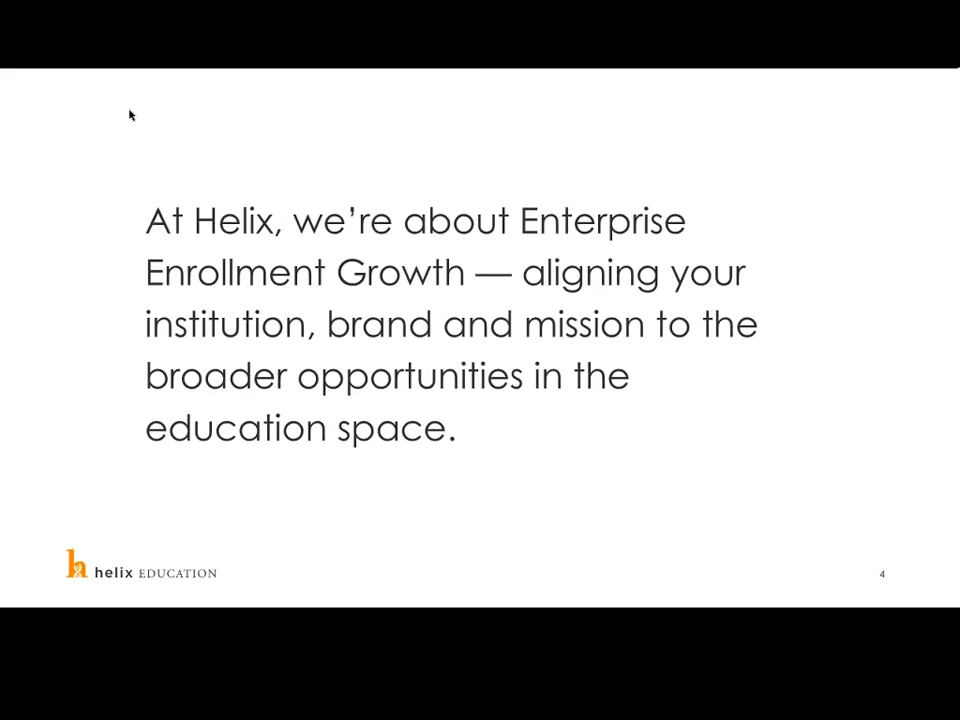 At Helix, we’re about Enterprise
Enrollment Growth — aligning your
institution, brand and mission to the
broader opportunities in the
education space.
h helix EDUCATION
4